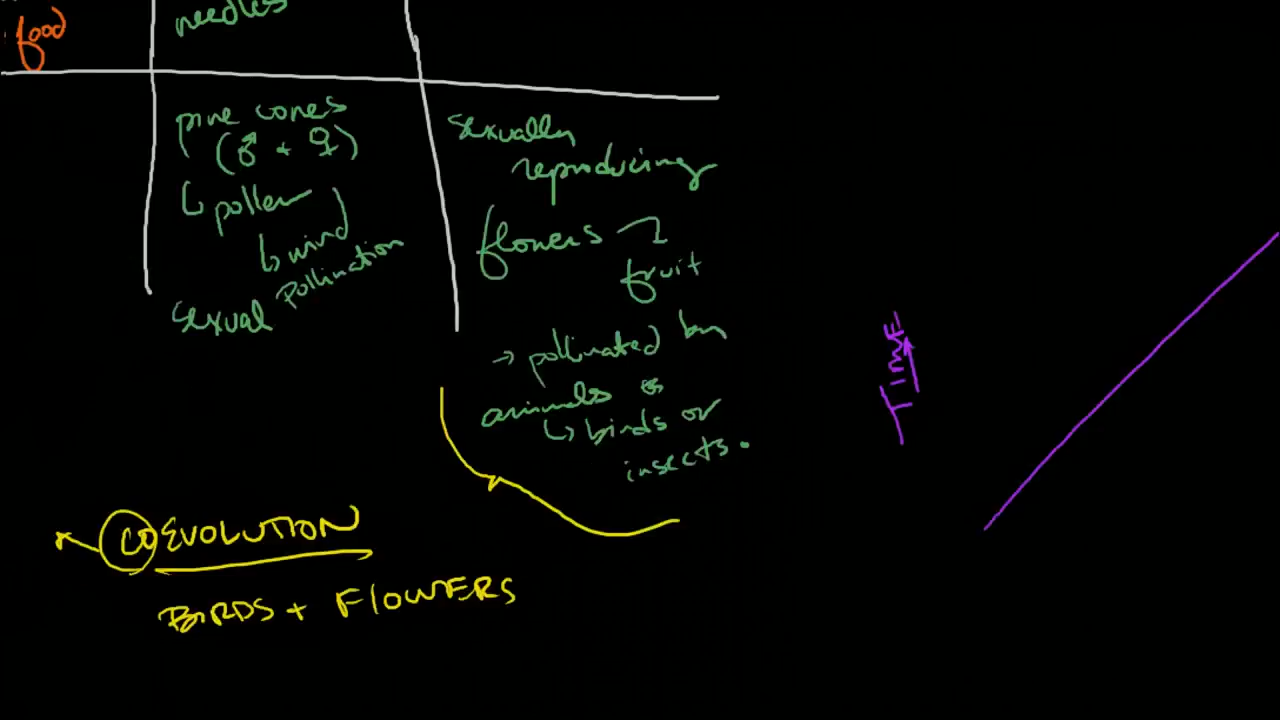 food
needles
pine cones
(♂ + ♀)
↳ pollen
↳ wind
Pollination
sexual
sexually
reproducing
flowers
fruit
→ pollinated by
animals
↳ birds or
insects.
TIME
COEVOLUTION
BIRDS + FLOWERS